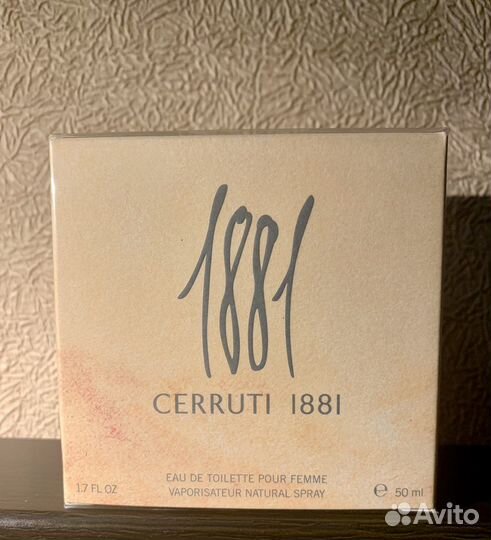 1881
CERRUTI 1881
EAU DE TOILETTE POUR FEMME
1.7 FL OZ VAPORISATEUR NATURAL SPRAY e 50 ml
Avito